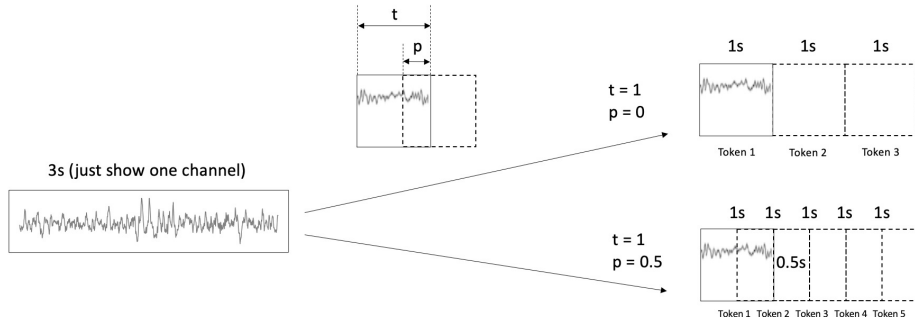 t
p
3s (just show one channel)
t = 1
p = 0
1s 1s 1s
Token 1 Token 2 Token 3
t = 1
p = 0.5
1s 1s 1s 1s 1s
0.5s
Token 1 Token 2 Token 3 Token 4 Token 5